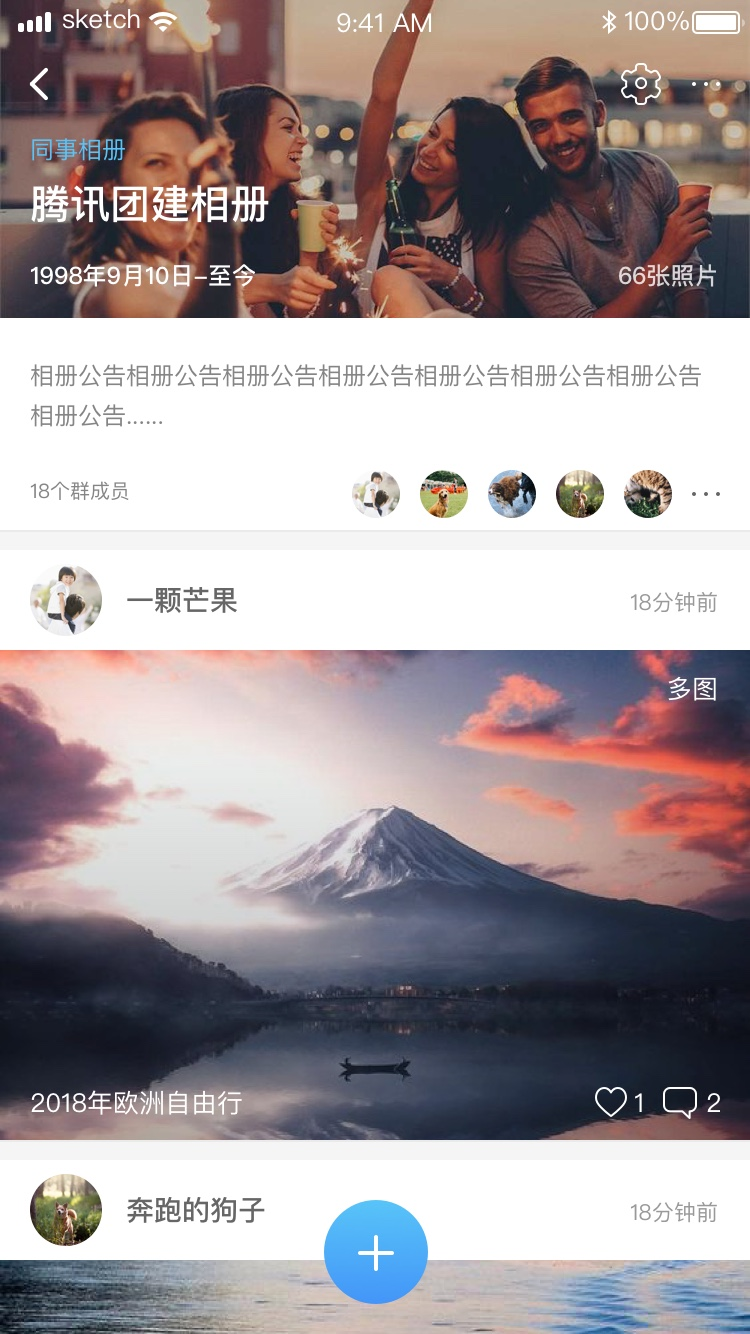 sketch 9:41 AM 100%
同事相册
腾讯团建相册
1998年9月10日-至今 66张照片
相册公告相册公告相册公告相册公告相册公告相册公告相册公告
相册公告......
18个群成员
一颗芒果 18分钟前
多图
2018年欧洲自由行 1 2
奔跑的狗子 18分钟前